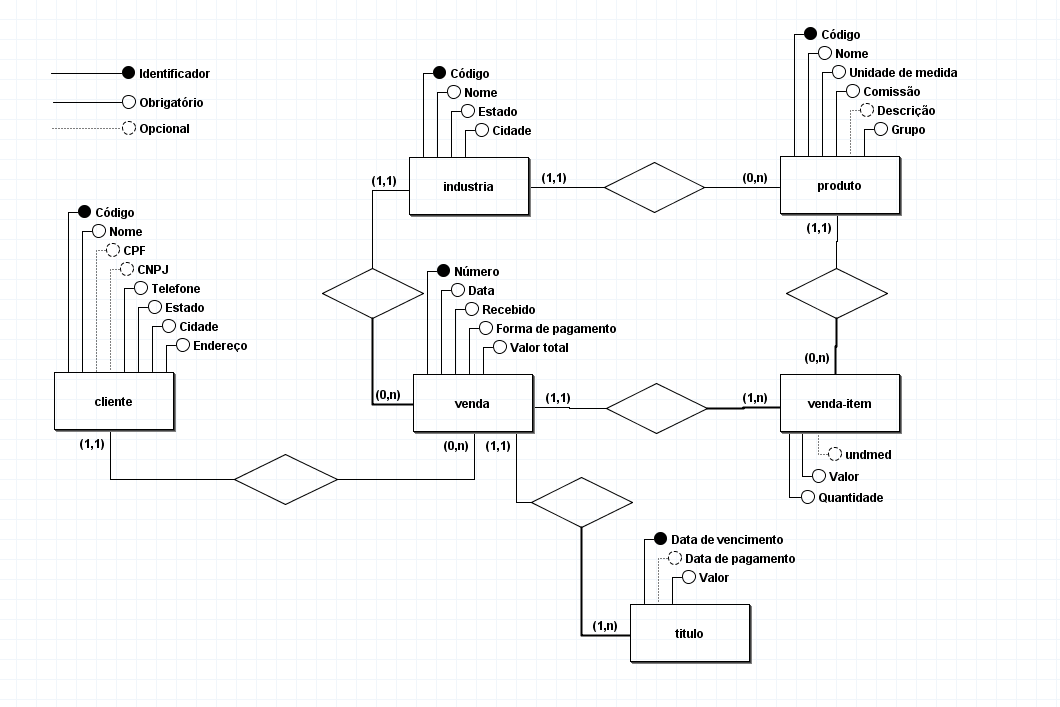 Identificador
Obrigatório
Opcional
Código
Nome
Estado
Cidade
industria
(1,1)
(1,1)
(0,n)
Código
Nome
Unidade de medida
Comissão
Descrição
Grupo
produto
(1,1)
Código
Nome
CPF
CNPJ
Telefone
Estado
Cidade
Endereço
cliente
(1,1)
Número
Data
Recebido
Forma de pagamento
Valor total
venda
(0,n)
(1,1)
(1,n)
(0,n)
(1,1)
(0,n)
venda-item
undmed
Valor
Quantidade
Data de vencimento
Data de pagamento
Valor
titulo
(1,n)